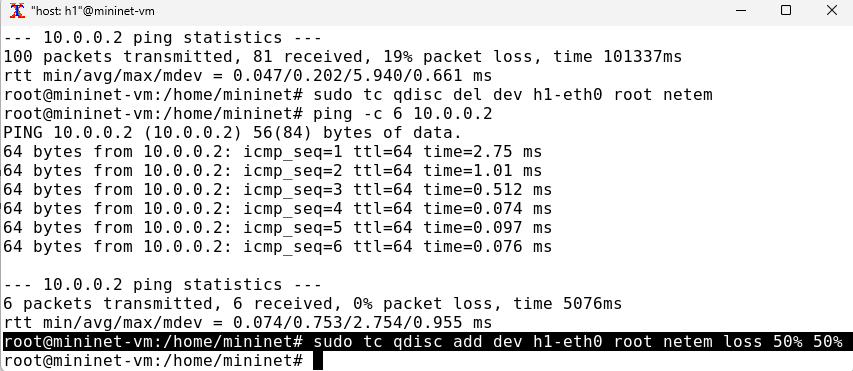 "host: h1"@mininet-vm
--- 10.0.0.2 ping statistics ---
100 packets transmitted, 81 received, 19% packet loss, time 101337ms
rtt min/avg/max/mdev = 0.047/0.202/5.940/0.661 ms
root@mininet-vm:/home/mininet# sudo tc qdisc del dev h1-eth0 root netem
root@mininet-vm:/home/mininet# ping -c 6 10.0.0.2
PING 10.0.0.2 (10.0.0.2) 56(84) bytes of data.
64 bytes from 10.0.0.2: icmp_seq=1 ttl=64 time=2.75 ms
64 bytes from 10.0.0.2: icmp_seq=2 ttl=64 time=1.01 ms
64 bytes from 10.0.0.2: icmp_seq=3 ttl=64 time=0.512 ms
64 bytes from 10.0.0.2: icmp_seq=4 ttl=64 time=0.074 ms
64 bytes from 10.0.0.2: icmp_seq=5 ttl=64 time=0.097 ms
64 bytes from 10.0.0.2: icmp_seq=6 ttl=64 time=0.076 ms
--- 10.0.0.2 ping statistics ---
6 packets transmitted, 6 received, 0% packet loss, time 5076ms
rtt min/avg/max/mdev = 0.074/0.753/2.754/0.955 ms
root@mininet-vm:/home/mininet# sudo tc qdisc add dev h1-eth0 root netem loss 50% 50%
root@mininet-vm:/home/mininet#